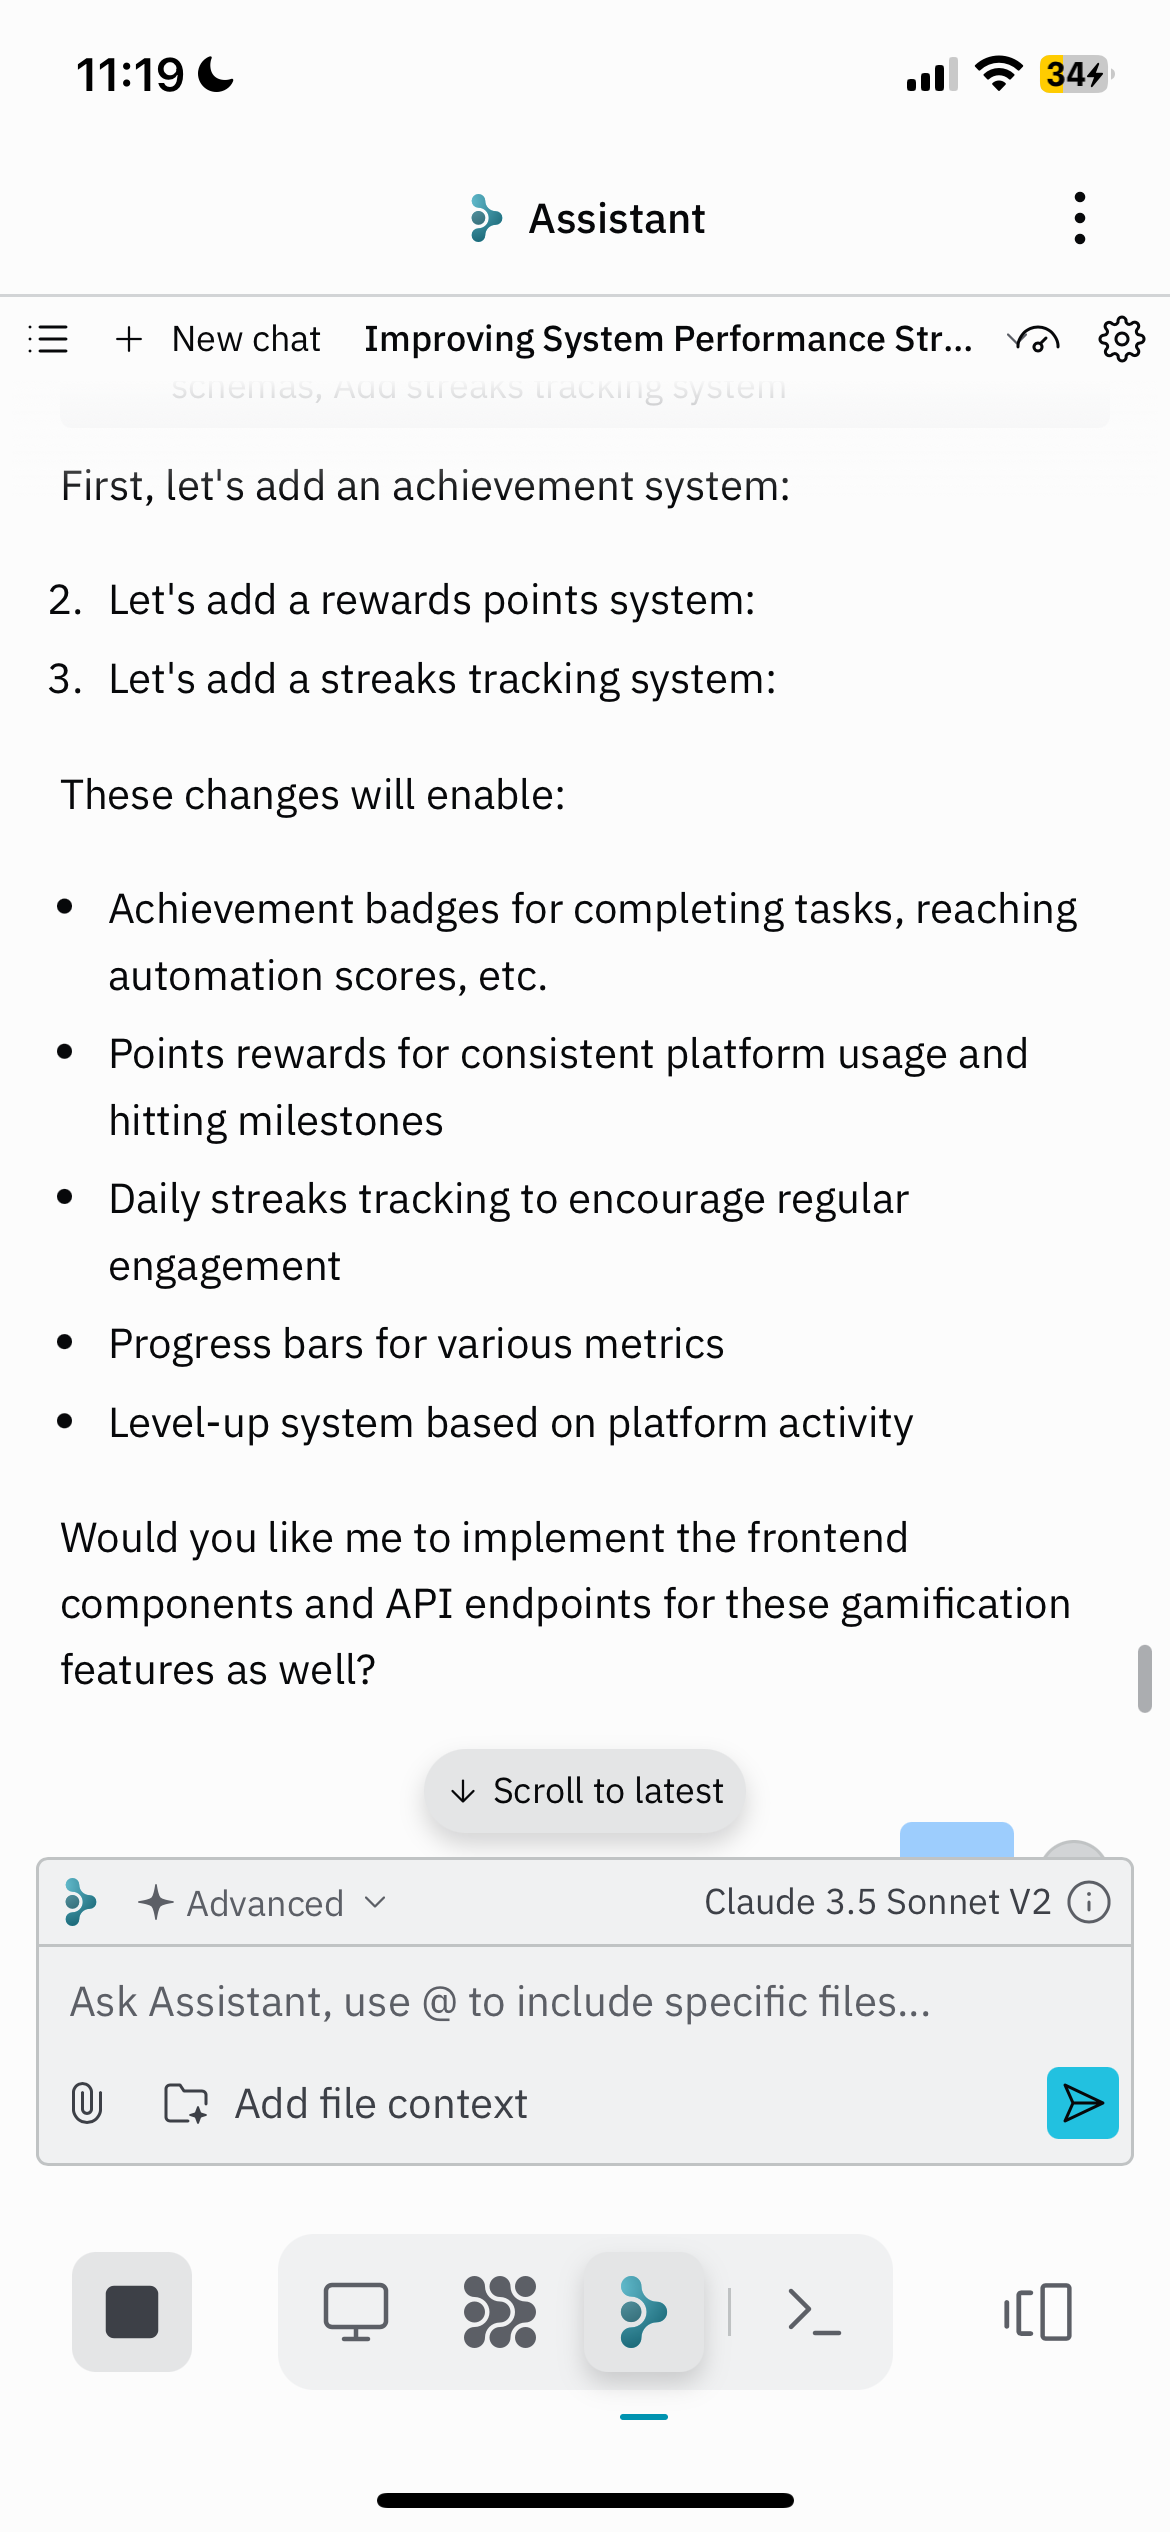 11:19
34
Assistant
New chat
Improving System Performance Str...
schemas, Add streaks tracking system
First, let's add an achievement system:
2. Let's add a rewards points system:
3. Let's add a streaks tracking system:
These changes will enable:
• Achievement badges for completing tasks, reaching
automation scores, etc.
• Points rewards for consistent platform usage and
hitting milestones
• Daily streaks tracking to encourage regular
engagement
• Progress bars for various metrics
• Level-up system based on platform activity
Would you like me to implement the frontend
components and API endpoints for these gamification
features as well?
Scroll to latest
Advanced
Claude 3.5 Sonnet V2
Ask Assistant, use @ to include specific files...
Add file context